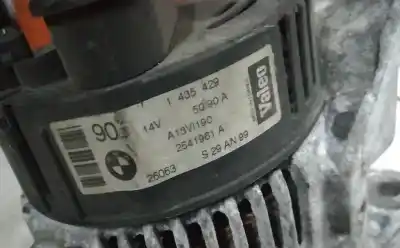 1 435 429
90
14V 50/90 A
A13VI190
2541961 A
26063 S 29 AN 99
Valeo